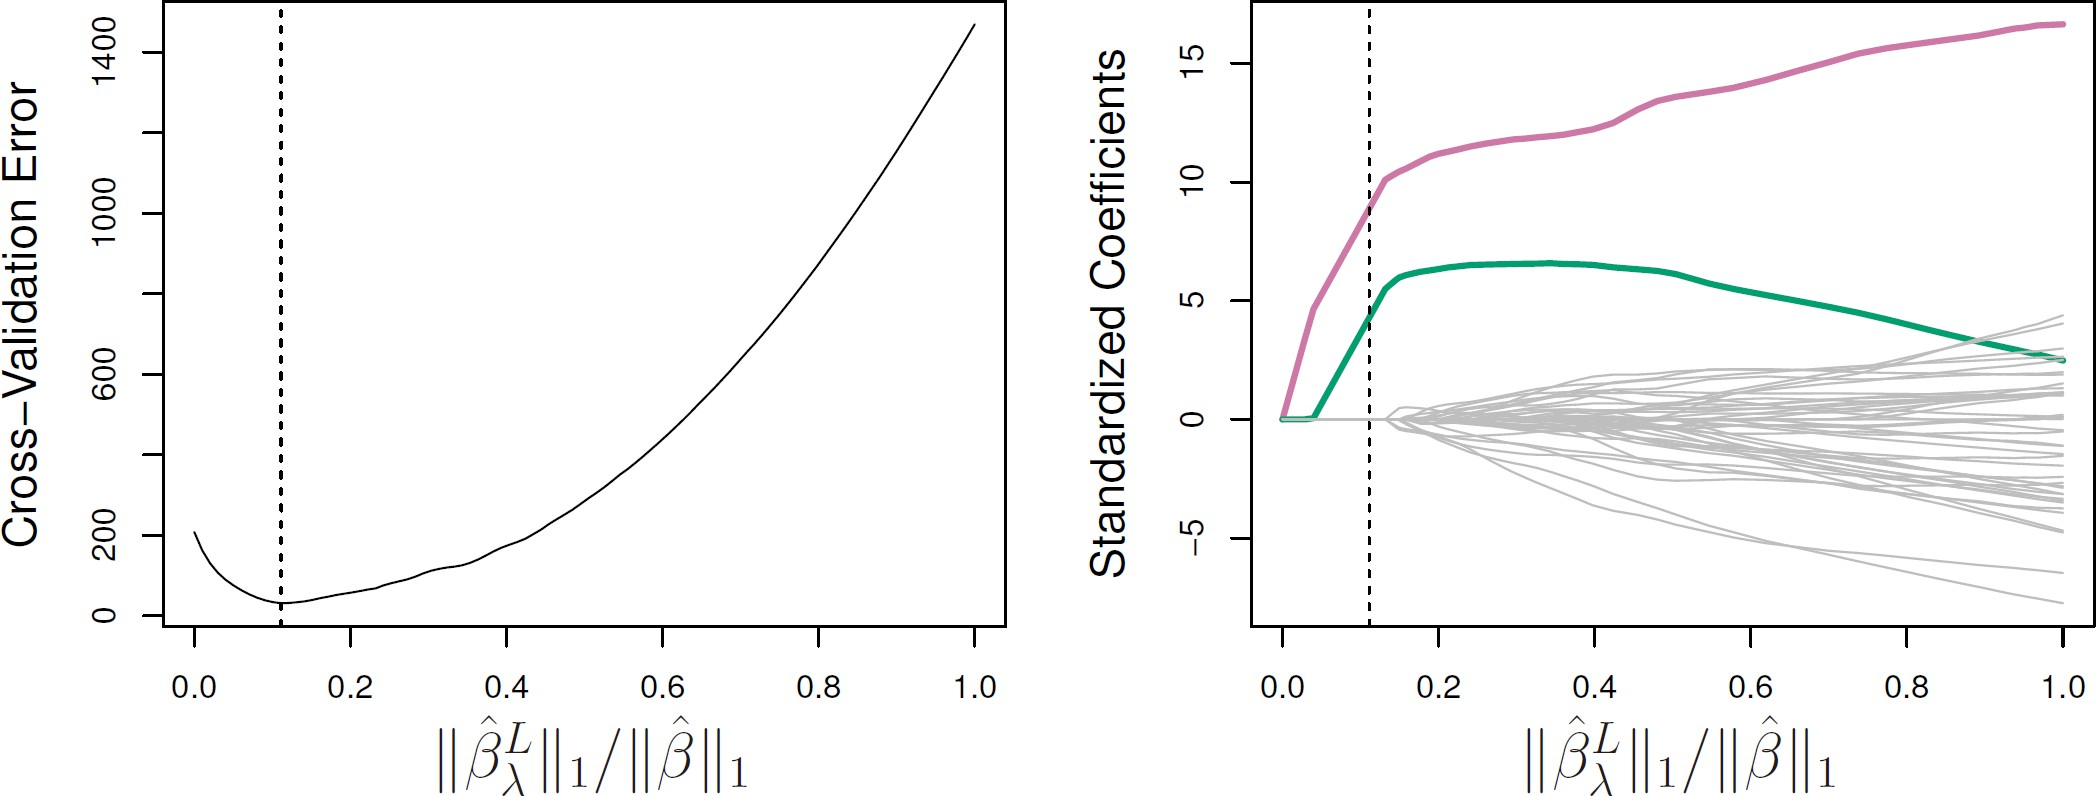 Cross−Validation Error
1400
1000
600
200
0
0.0 0.2 0.4 0.6 0.8 1.0
‖β̂_λ^L‖₁/‖β̂‖₁
Standardized Coefficients
15
10
5
0
−5
0.0 0.2 0.4 0.6 0.8 1.0
‖β̂_λ^L‖₁/‖β̂‖₁